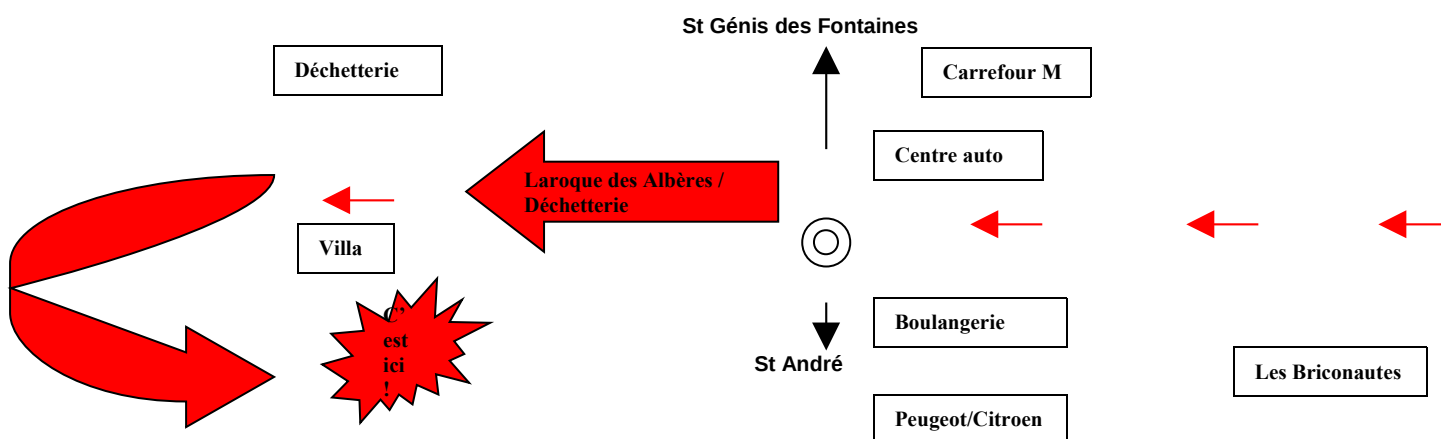 St Génis des Fontaines
Déchetterie
Carrefour M
Centre auto
Laroque des Albères /
Déchetterie
Villa
C'
est
ici
!
Boulangerie
St André
Les Briconautes
Peugeot/Citroen